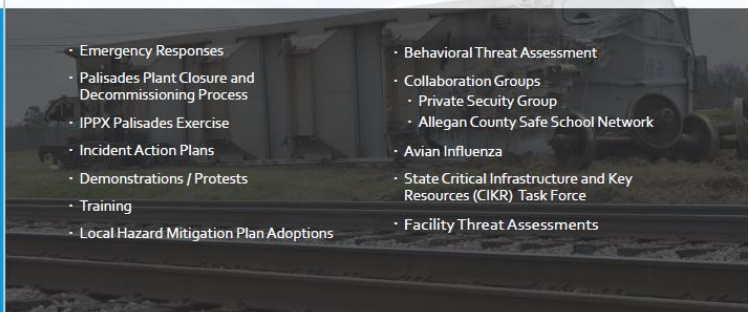 · Emergency Responses
· Palisades Plant Closure and
Decommissioning Process
· IPPX Palisades Exercise
· Incident Action Plans
· Demonstrations / Protests
· Training
· Local Hazard Mitigation Plan Adoptions
· Behavioral Threat Assessment
· Collaboration Groups
· Private Secuity Group
· Allegan County Safe School Network
· Avian Influenza
· State Critical Infrastructure and Key
Resources (CIKR) Task Force
· Facility Threat Assessments